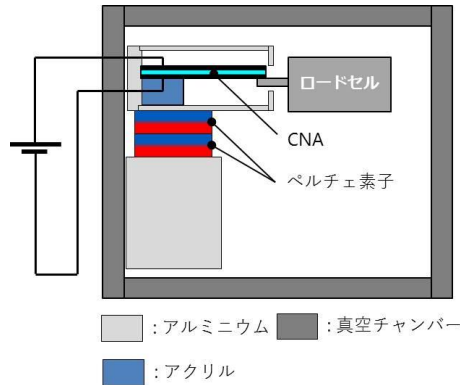 ロードセル
CNA
ペルチェ素子
:アルミニウム
:真空チャンバー
:アクリル